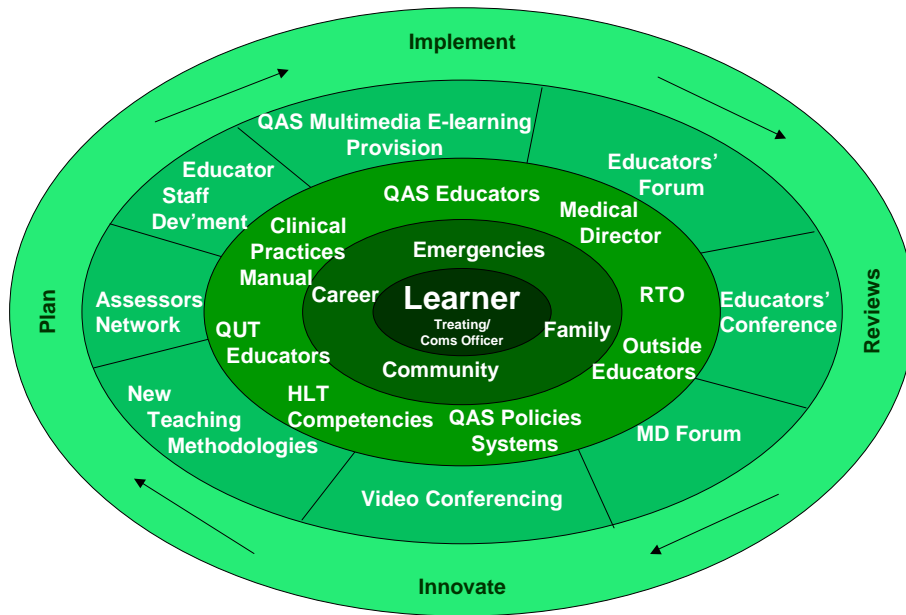 Implement
QAS Multimedia E-learning
Provision
Educator
Staff
Dev'ment
Educators'
Forum
QAS Educators
Clinical
Practices
Manual
Medical
Director
Emergencies
Career
Learner
Treating/
Coms Officer
Family
Community
RTO
Plan
Assessors
Network
Educators'
Conference
Reviews
QUT
Educators
Outside
Educators
HLT
Competencies
QAS Policies
Systems
New
Teaching
Methodologies
MD Forum
Video Conferencing
Innovate